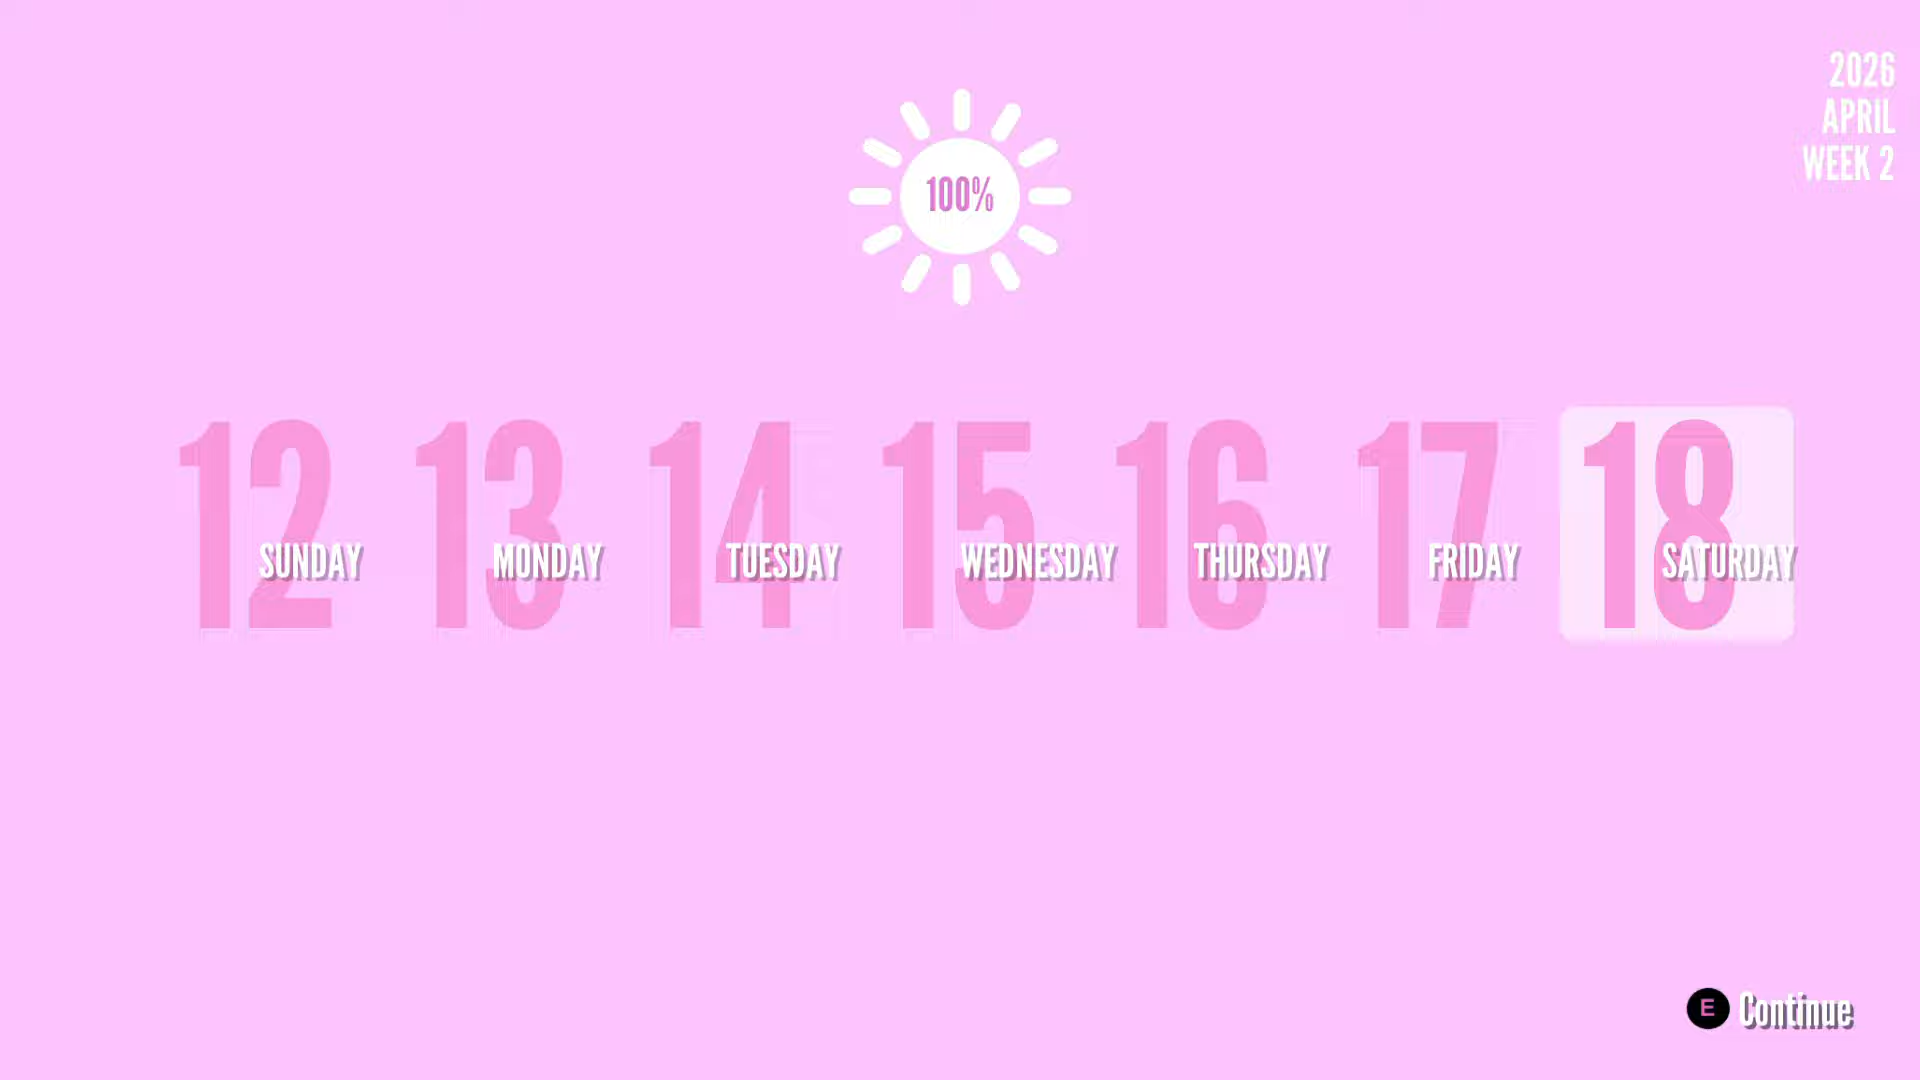 2026
APRIL
WEEK 2
100%
12 13 14 15 16 17 18
SUNDAY MONDAY TUESDAY WEDNESDAY THURSDAY FRIDAY SATURDAY
E Continue